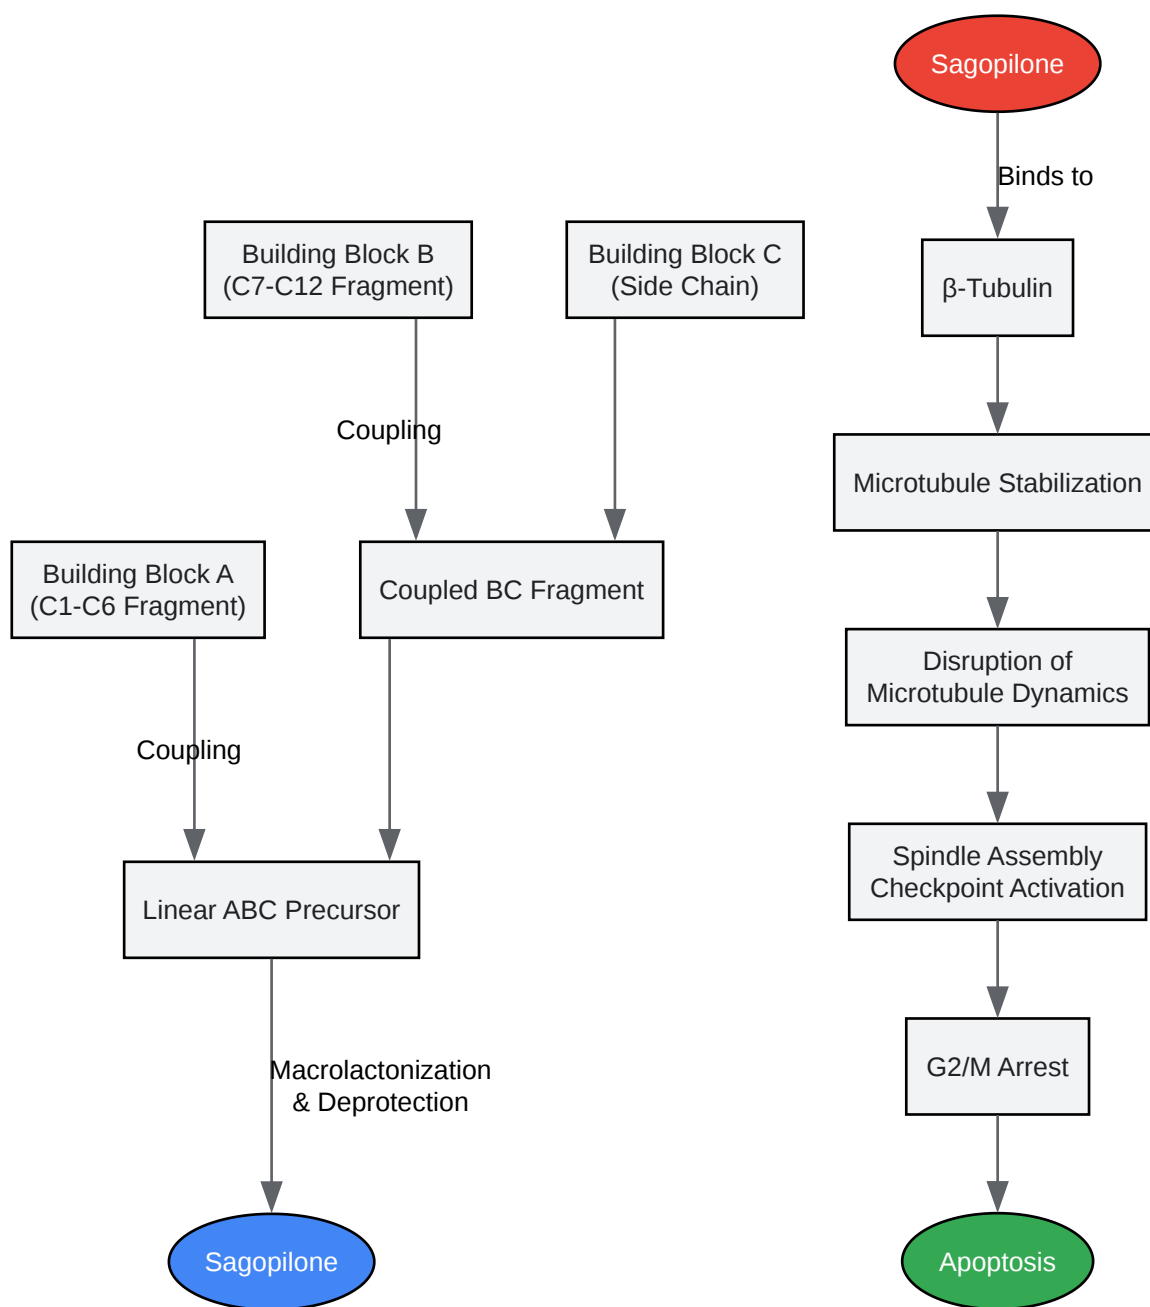 Building Block B
(C7-C12 Fragment)
Building Block C
(Side Chain)
Coupling
Building Block A
(C1-C6 Fragment)
Coupled BC Fragment
Coupling
Linear ABC Precursor
Macrolactonization
& Deprotection
Sagopilone
Sagopilone
Binds to
β-Tubulin
Microtubule Stabilization
Disruption of
Microtubule Dynamics
Spindle Assembly
Checkpoint Activation
G2/M Arrest
Apoptosis